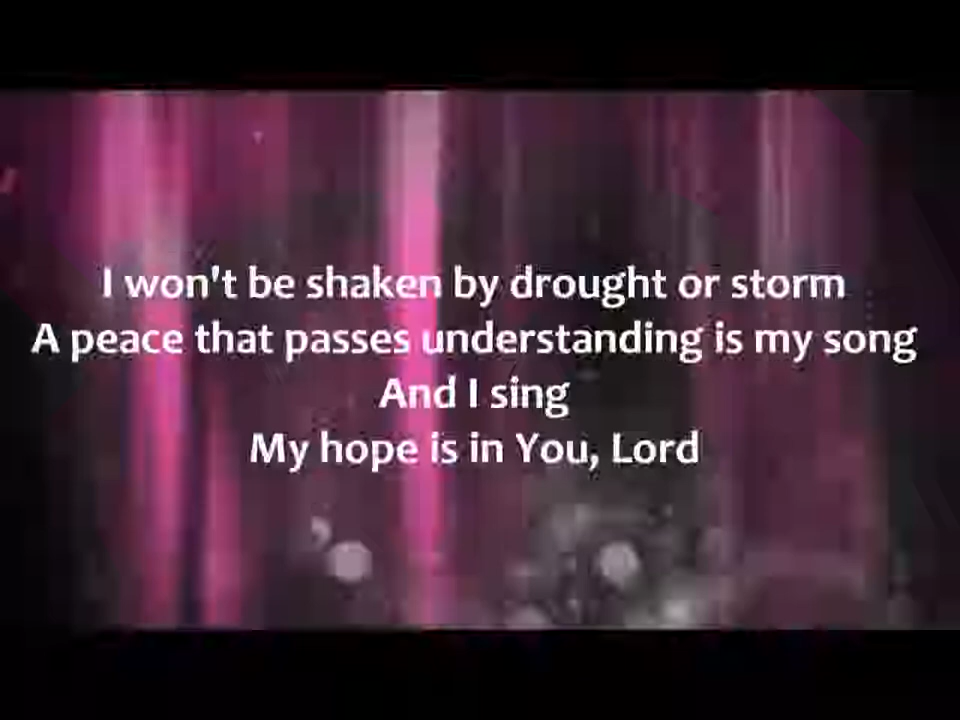 I won't be shaken by drought or storm
A peace that passes understanding is my song
And I sing
My hope is in You, Lord